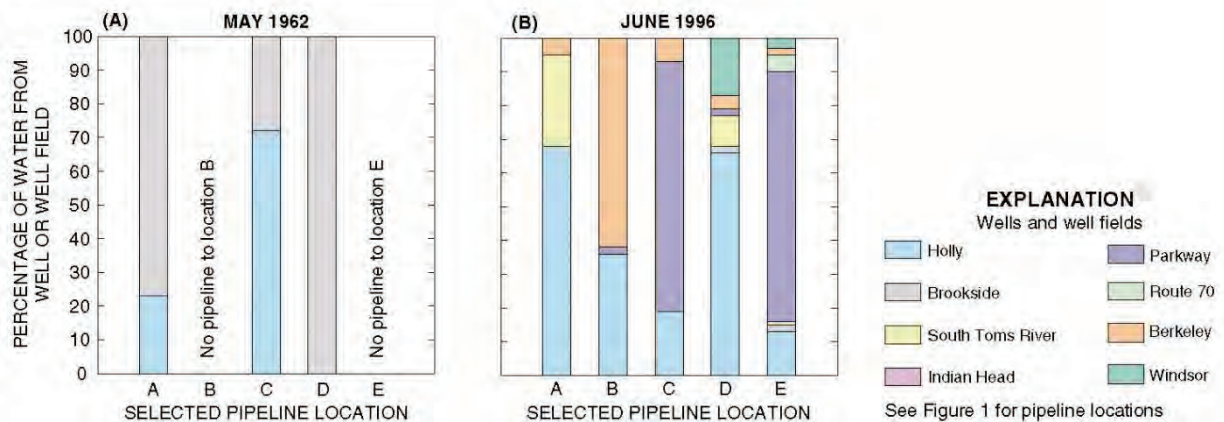 (A)
MAY 1962
PERCENTAGE OF WATER FROM
WELL OR WELL FIELD
100
90
80
70
60
50
40
30
20
10
0
No pipeline to location B
No pipeline to location E
A B C D E
SELECTED PIPELINE LOCATION
(B)
JUNE 1996
A B C D E
SELECTED PIPELINE LOCATION
EXPLANATION
Wells and well fields
Holly
Brookside
South Toms River
Indian Head
Parkway
Route 70
Berkeley
Windsor
See Figure 1 for pipeline locations